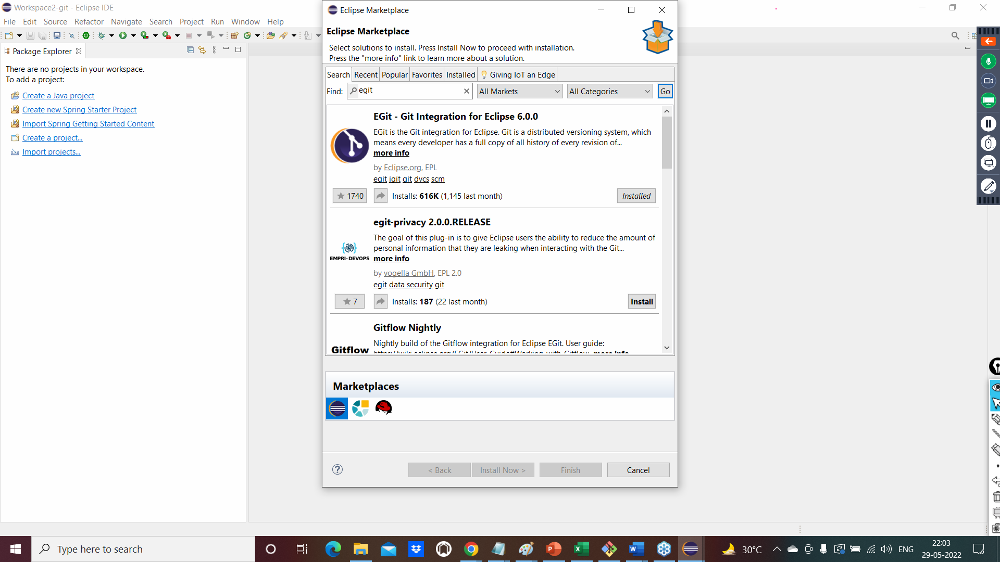 Workspace2-git - Eclipse IDE
File Edit Source Refactor Navigate Search Project Run Window Help
Package Explorer
There are no projects in your workspace.
To add a project:
Create a Java project
Create new Spring Starter Project
Import Spring Getting Started Content
Create a project...
Import projects...
Eclipse Marketplace
Eclipse Marketplace
Select solutions to install. Press Install Now to proceed with installation.
Press the "more info" link to learn more about a solution.
Search Recent Popular Favorites Installed Giving IoT an Edge
Find: egit All Markets All Categories Go
EGit - Git Integration for Eclipse 6.0.0
EGit is the Git integration for Eclipse. Git is a distributed versioning system, which
means every developer has a full copy of all history of every revision of...
more info
by Eclipse.org, EPL
egit jgit git dvcs scm
1740 Installs: 616K (1,145 last month) Installed
egit-privacy 2.0.0.RELEASE
The goal of this plug-in is to give Eclipse users the ability to reduce the amount of
personal information that they are leaking when interacting with the Git...
EMPRI-DEVOPS
more info
by vogella GmbH, EPL 2.0
egit data security git
7 Installs: 187 (22 last month) Install
Gitflow Nightly
Nightly build of the Gitflow integration for Eclipse EGit. User guide:
Gitflow https://wiki.eclipse.org/EGit/User_Guide#Working_with_Gitflow more info
Marketplaces
< Back Install Now > Finish Cancel
Type here to search
30°C
ENG
22:03
29-05-2022